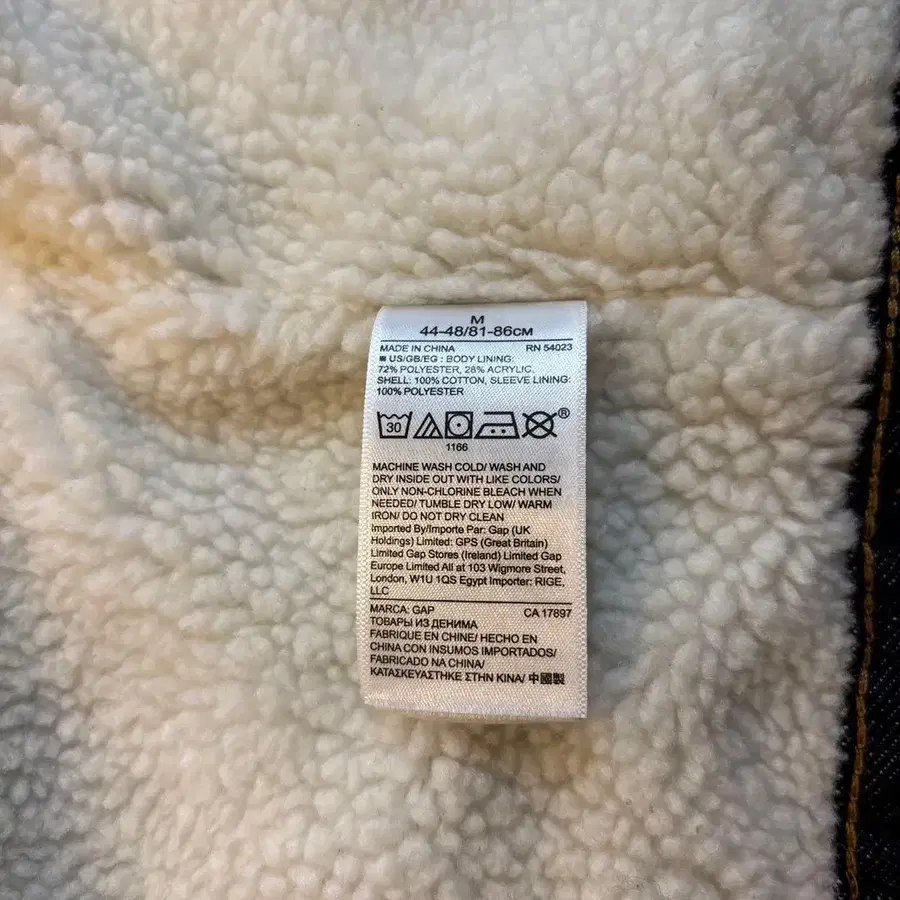 M
44-48/81-86CM
MADE IN CHINA RN 54023
■ US/GB/EG : BODY LINING:
72% POLYESTER, 28% ACRYLIC,
SHELL: 100% COTTON, SLEEVE LINING:
100% POLYESTER
30 ®
1166
MACHINE WASH COLD/ WASH AND
DRY INSIDE OUT WITH LIKE COLORS/
ONLY NON-CHLORINE BLEACH WHEN
NEEDED/ TUMBLE DRY LOW/ WARM
IRON/ DO NOT DRY CLEAN
Imported By/Importe Par: Gap (UK
Holdings) Limited: GPS (Great Britain)
Limited Gap Stores (Ireland) Limited Gap
Europe Limited All at 103 Wigmore Street,
London, W1U 1QS Egypt Importer: RIGE,
LLC
MARCA: GAP CA 17897
ТОВАРЫ ИЗ ДЕНИМА
FABRIQUE EN CHINE/ HECHO EN
CHINA CON INSUMOS IMPORTADOS/
FABRICADO NA CHINA/
ΚΑΤΑΣΚΕΥΑΣΤΗΚΕ ΣΤΗΝ ΚΙΝΑ/ 中國製